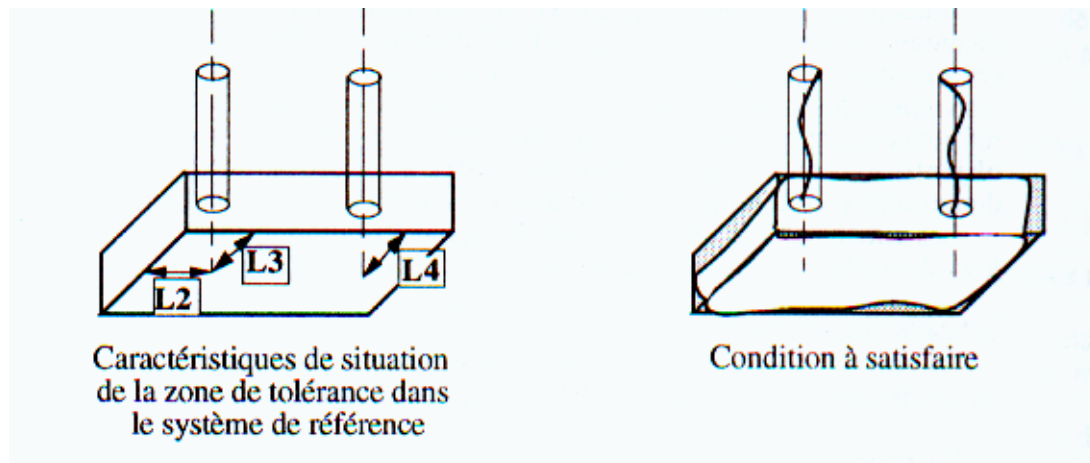 L3
L4
L2
Caractéristiques de situation
de la zone de tolérance dans
le système de référence
Condition à satisfaire